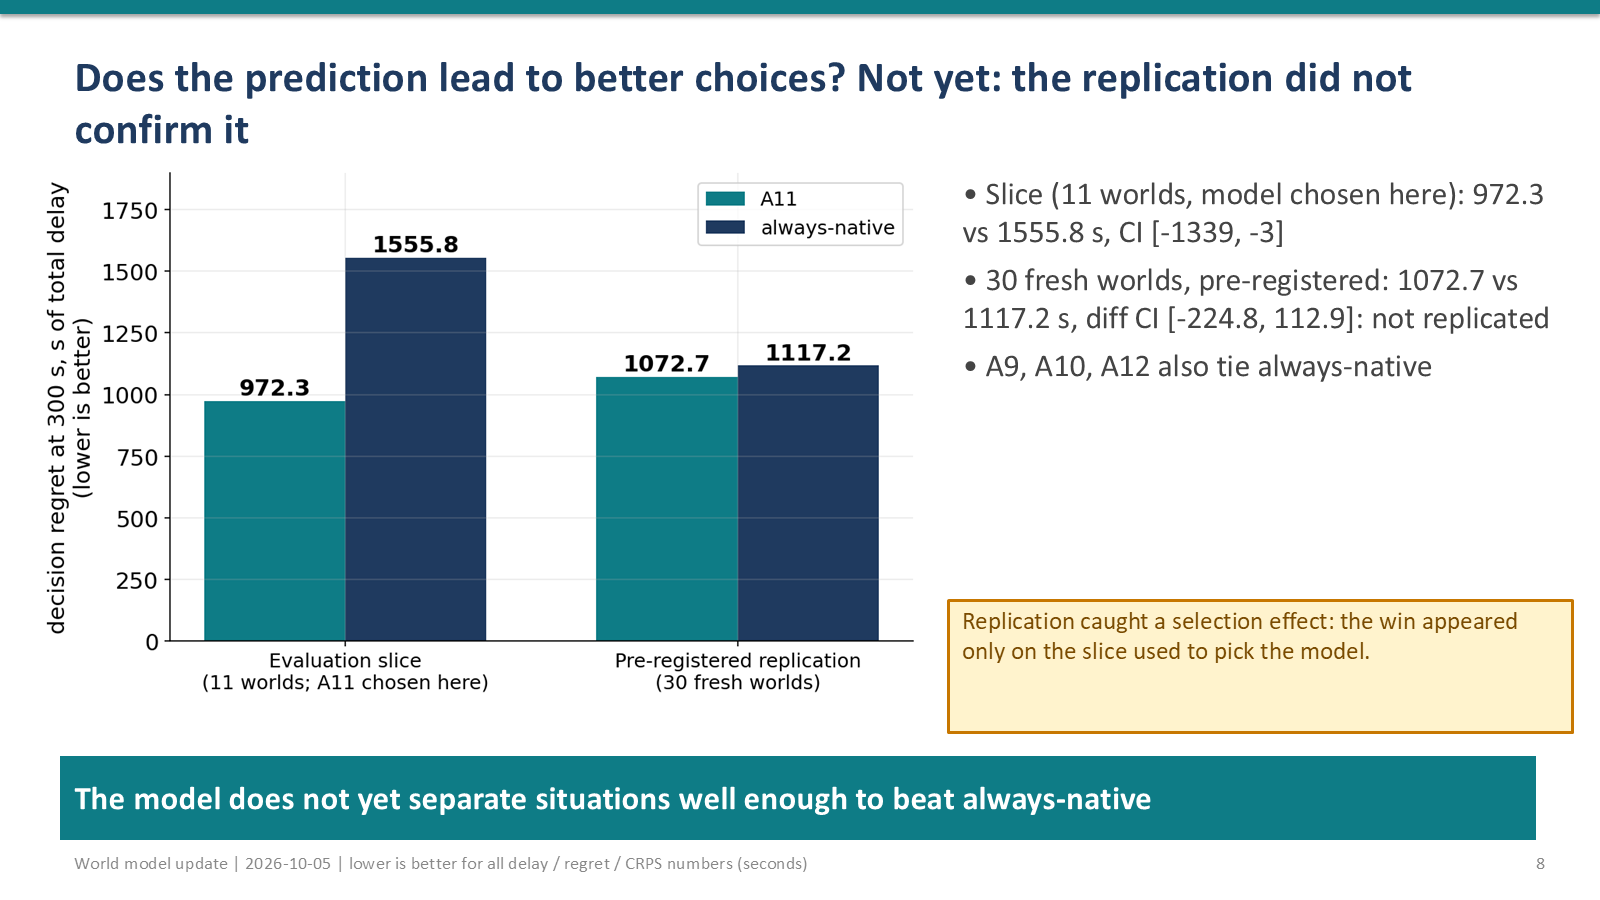 Does the prediction lead to better choices? Not yet: the replication did not
confirm it
decision regret at 300 s, s of total delay
(lower is better)
1750
1500
1250
1000
750
500
250
0
A11
always-native
972.3
1555.8
1072.7
1117.2
Evaluation slice
(11 worlds; A11 chosen here)
Pre-registered replication
(30 fresh worlds)
• Slice (11 worlds, model chosen here): 972.3
vs 1555.8 s, CI [-1339, -3]
• 30 fresh worlds, pre-registered: 1072.7 vs
1117.2 s, diff CI [-224.8, 112.9]: not replicated
• A9, A10, A12 also tie always-native
Replication caught a selection effect: the win appeared
only on the slice used to pick the model.
The model does not yet separate situations well enough to beat always-native
World model update | 2026-10-05 | lower is better for all delay / regret / CRPS numbers (seconds)
8